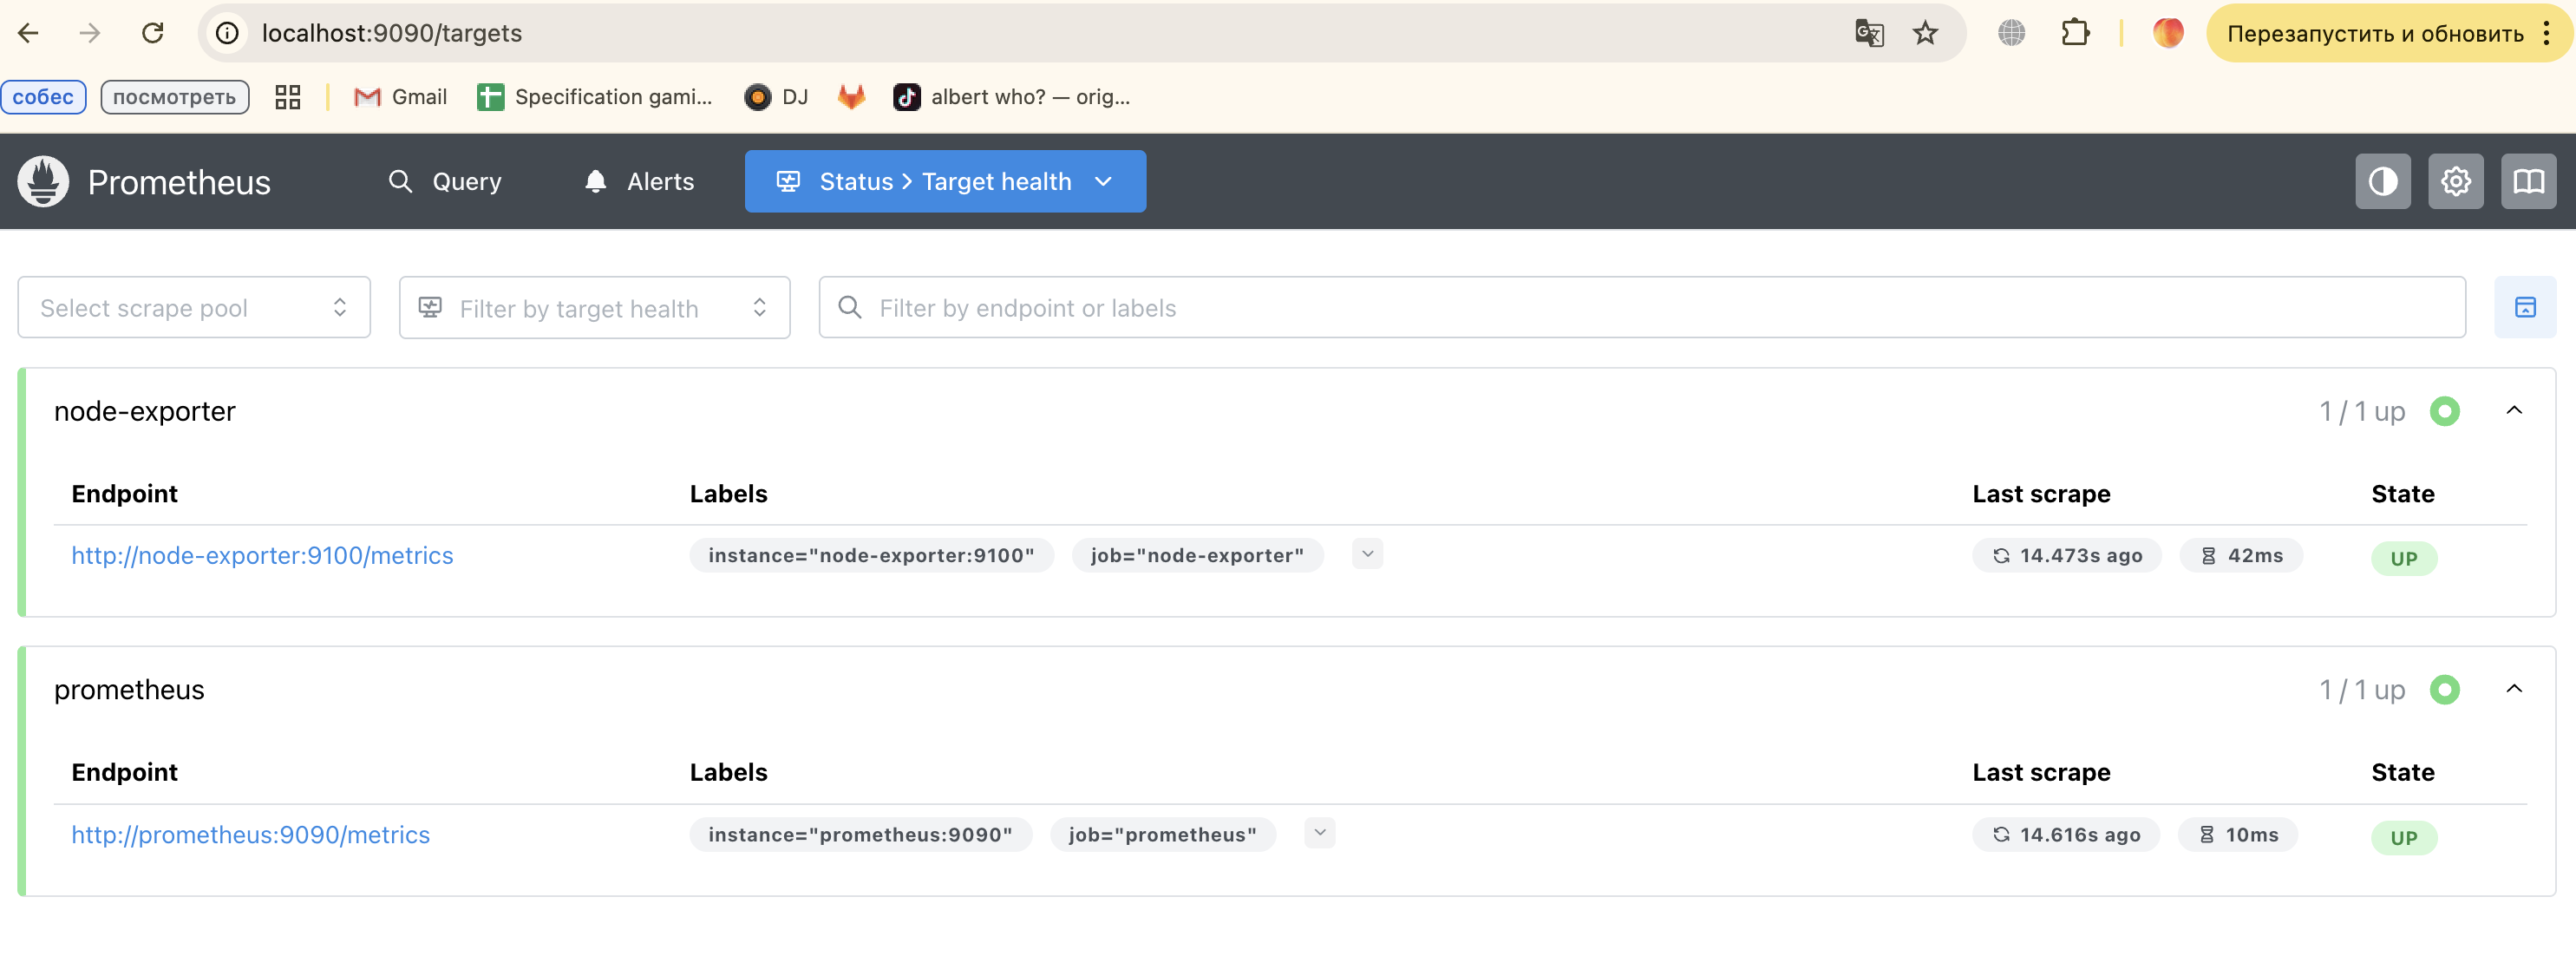 localhost:9090/targets
Перезапустить и обновить
собес посмотреть Gmail Specification gami... DJ albert who? — orig...
Prometheus Query Alerts Status > Target health
Select scrape pool Filter by target health Filter by endpoint or labels
node-exporter 1 / 1 up
Endpoint Labels Last scrape State
http://node-exporter:9100/metrics instance="node-exporter:9100" job="node-exporter" 14.473s ago 42ms UP
prometheus 1 / 1 up
Endpoint Labels Last scrape State
http://prometheus:9090/metrics instance="prometheus:9090" job="prometheus" 14.616s ago 10ms UP